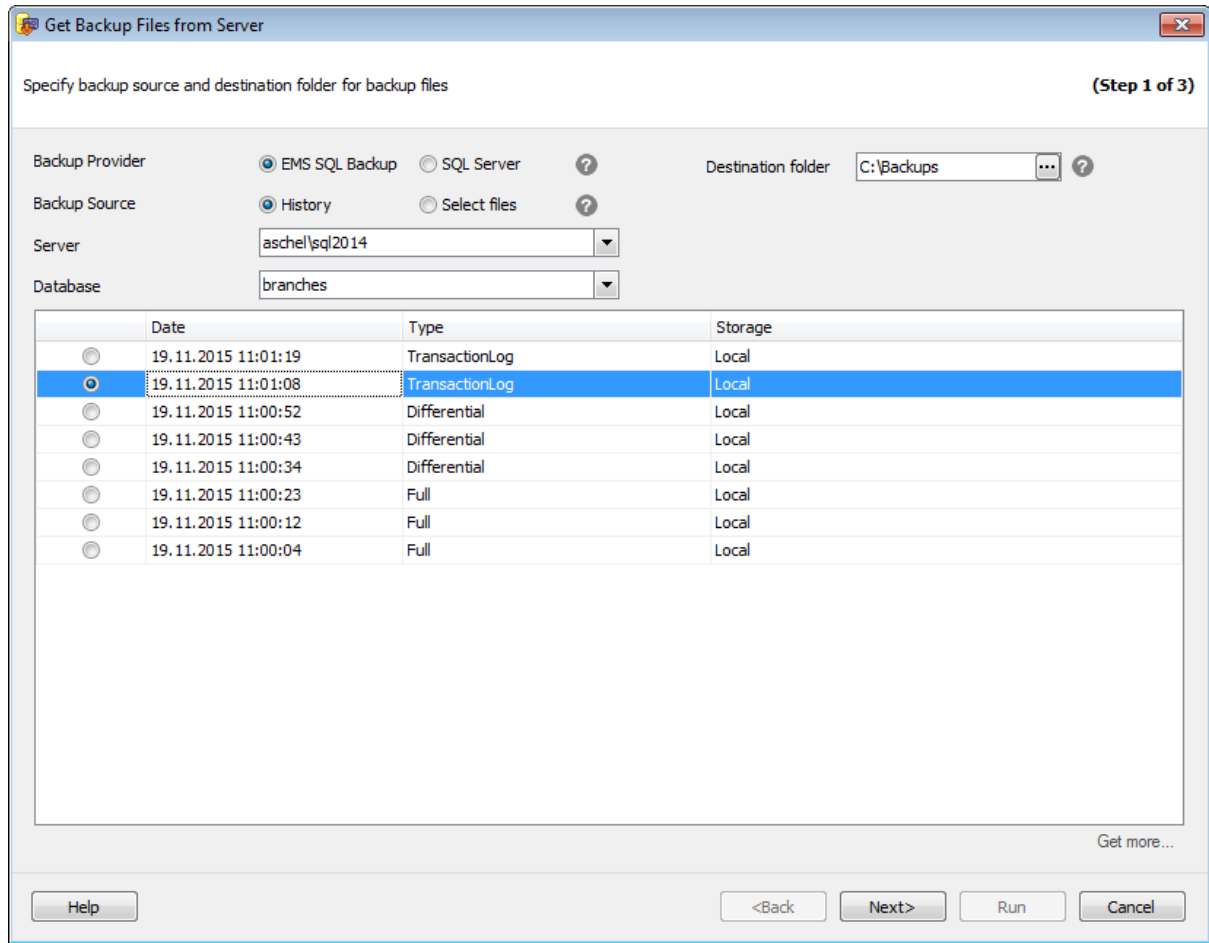 Get Backup Files from Server
Specify backup source and destination folder for backup files (Step 1 of 3)
Backup Provider EMS SQL Backup SQL Server ? Destination folder C:\Backups ... ?
Backup Source History Select files ?
Server aschel\sql2014
Database branches
Date Type Storage
19.11.2015 11:01:19 TransactionLog Local
19.11.2015 11:01:08 TransactionLog Local
19.11.2015 11:00:52 Differential Local
19.11.2015 11:00:43 Differential Local
19.11.2015 11:00:34 Differential Local
19.11.2015 11:00:23 Full Local
19.11.2015 11:00:12 Full Local
19.11.2015 11:00:04 Full Local
Get more...
Help <Back Next> Run Cancel